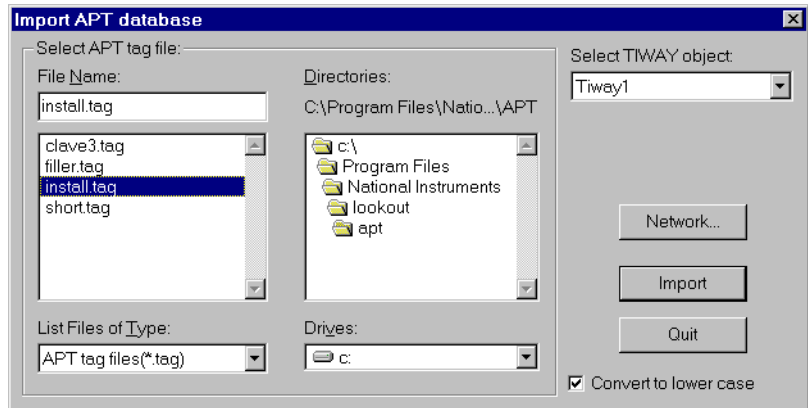 Import APT database
Select APT tag file:
File Name:
install.tag
clave3.tag
filler.tag
install.tag
short.tag
List Files of Type:
APT tag files(*.tag)
Directories:
C:\Program Files\Natio...\APT
c:\
Program Files
National Instruments
lookout
apt
Drives:
c:
Select TIWAY object:
Tiway1
Network...
Import
Quit
Convert to lower case